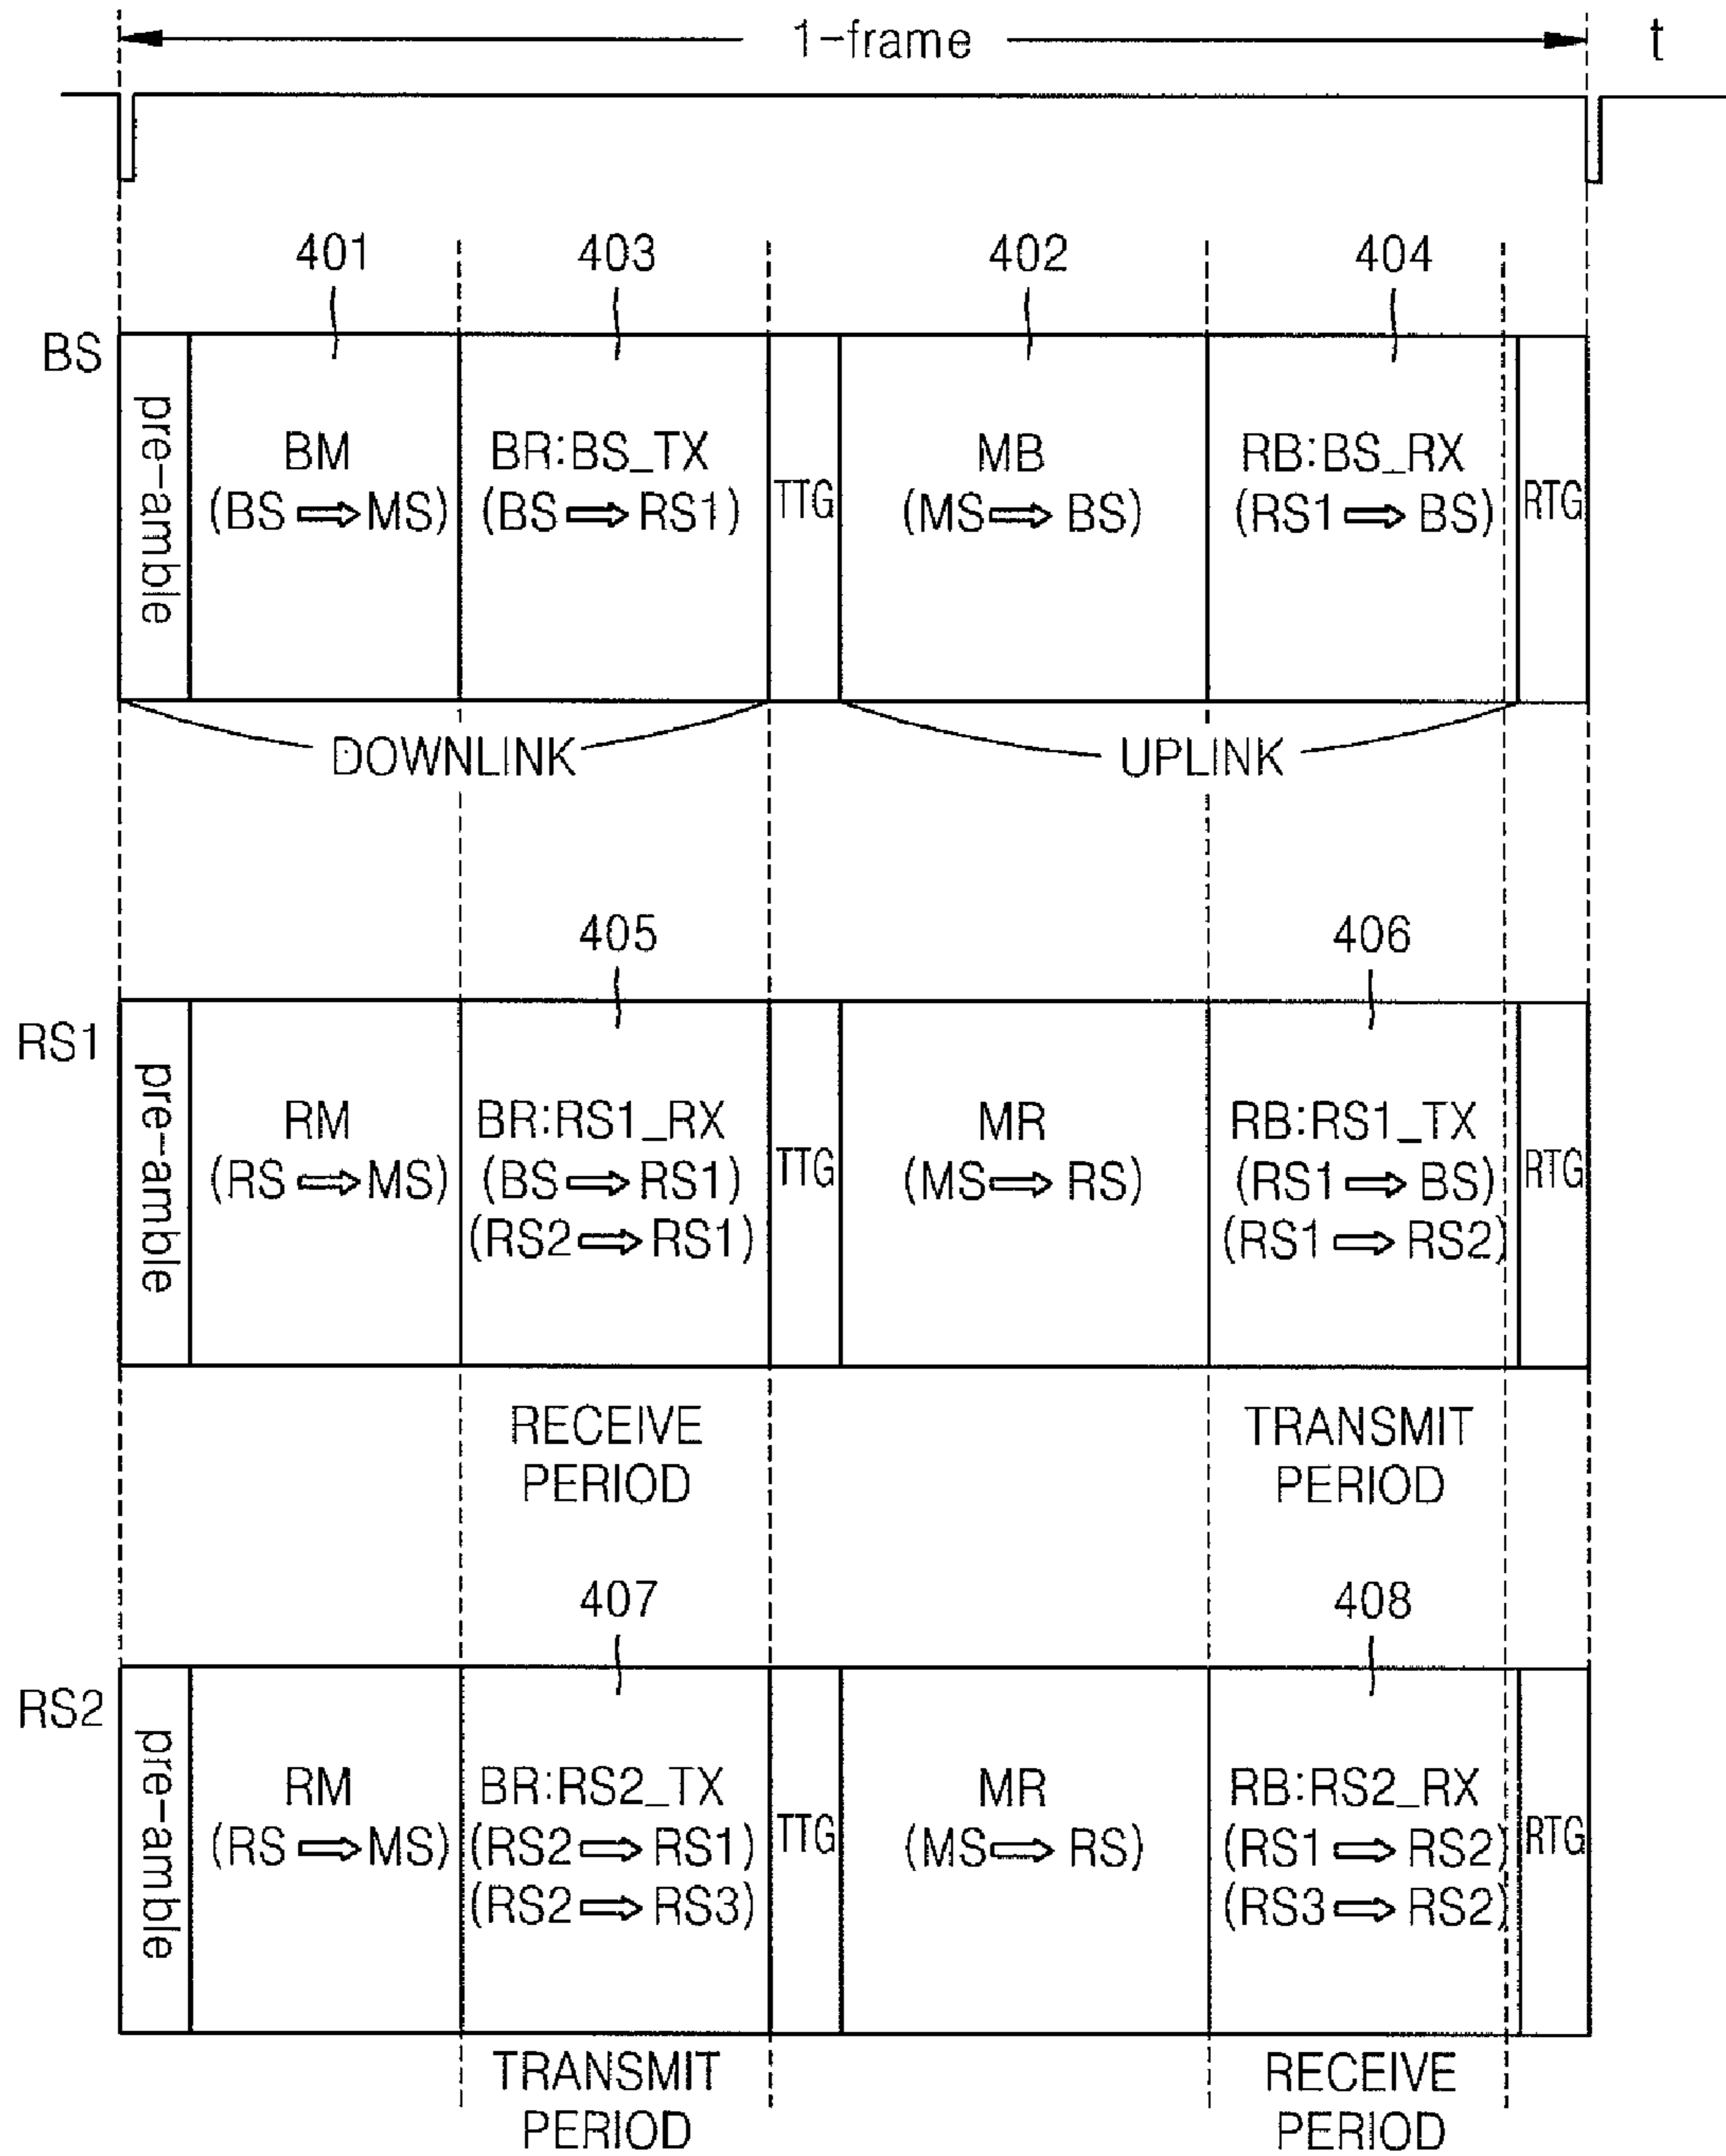 1-frame
t
401
403
402
404
BS
pre-amble
BM
(BS ⇒ MS)
BR:BS_TX
(BS ⇒ RS1)
TTG
MB
(MS ⇒ BS)
RB:BS_RX
(RS1 ⇒ BS)
RTG
DOWNLINK
UPLINK
405
406
RS1
pre-amble
RM
(RS ⇒ MS)
BR:RS1_RX
(BS ⇒ RS1)
(RS2 ⇒ RS1)
TTG
MR
(MS ⇒ RS)
RB:RS1_TX
(RS1 ⇒ BS)
(RS1 ⇒ RS2)
RTG
RECEIVE
PERIOD
TRANSMIT
PERIOD
407
408
RS2
pre-amble
RM
(RS ⇒ MS)
BR:RS2_TX
(RS2 ⇒ RS1)
(RS2 ⇒ RS3)
TTG
MR
(MS ⇒ RS)
RB:RS2_RX
(RS1 ⇒ RS2)
(RS3 ⇒ RS2)
RTG
TRANSMIT
PERIOD
RECEIVE
PERIOD